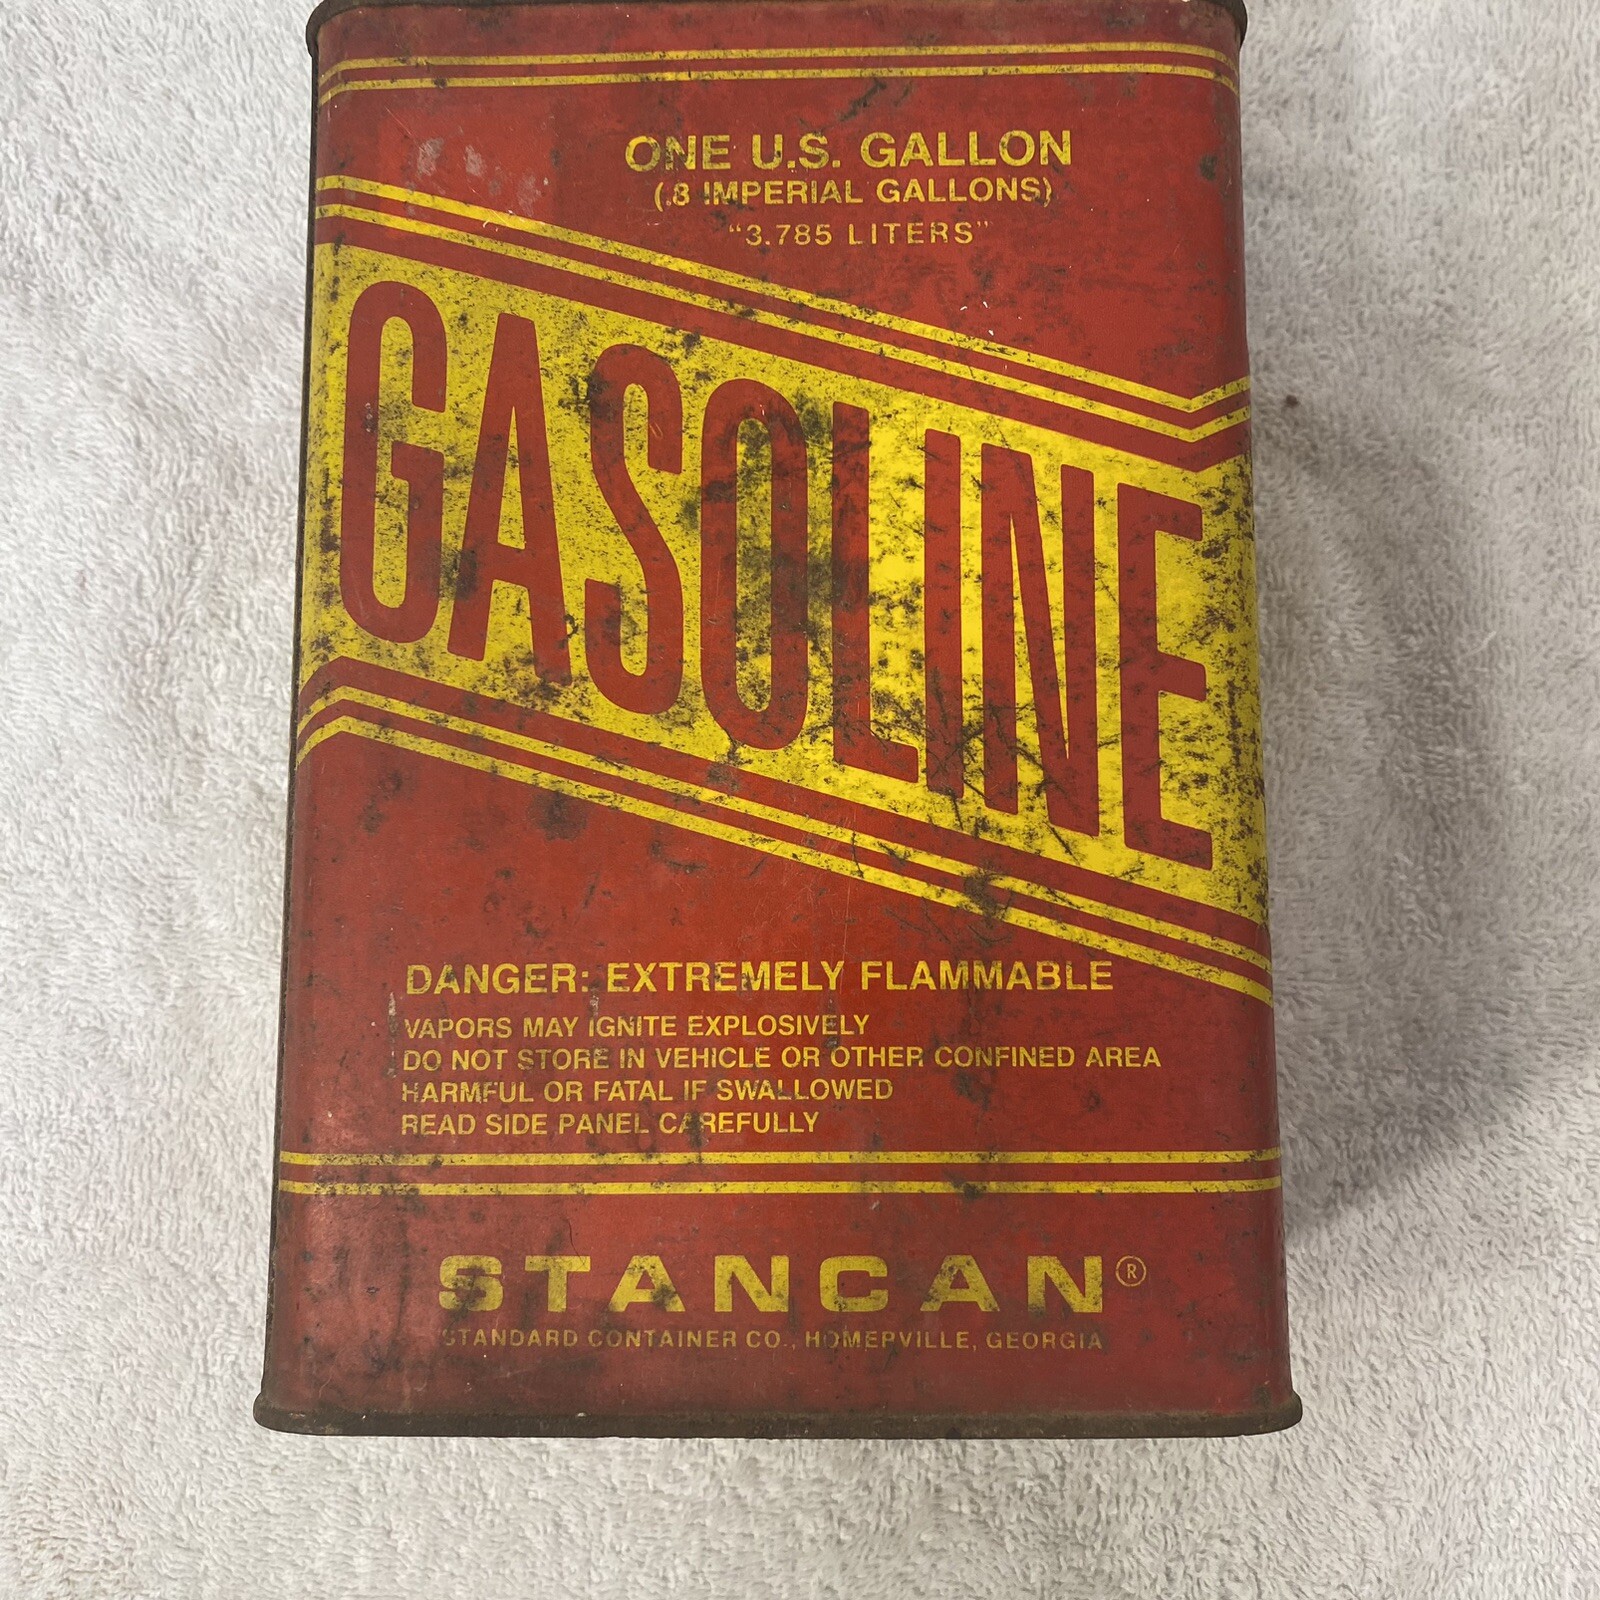 ONE U.S. GALLON
(.8 IMPERIAL GALLONS)
"3.785 LITERS"
GASOLINE
DANGER: EXTREMELY FLAMMABLE
VAPORS MAY IGNITE EXPLOSIVELY
DO NOT STORE IN VEHICLE OR OTHER CONFINED AREA
HARMFUL OR FATAL IF SWALLOWED
READ SIDE PANEL CAREFULLY
STANCAN®
STANDARD CONTAINER CO., HOMERVILLE, GEORGIA